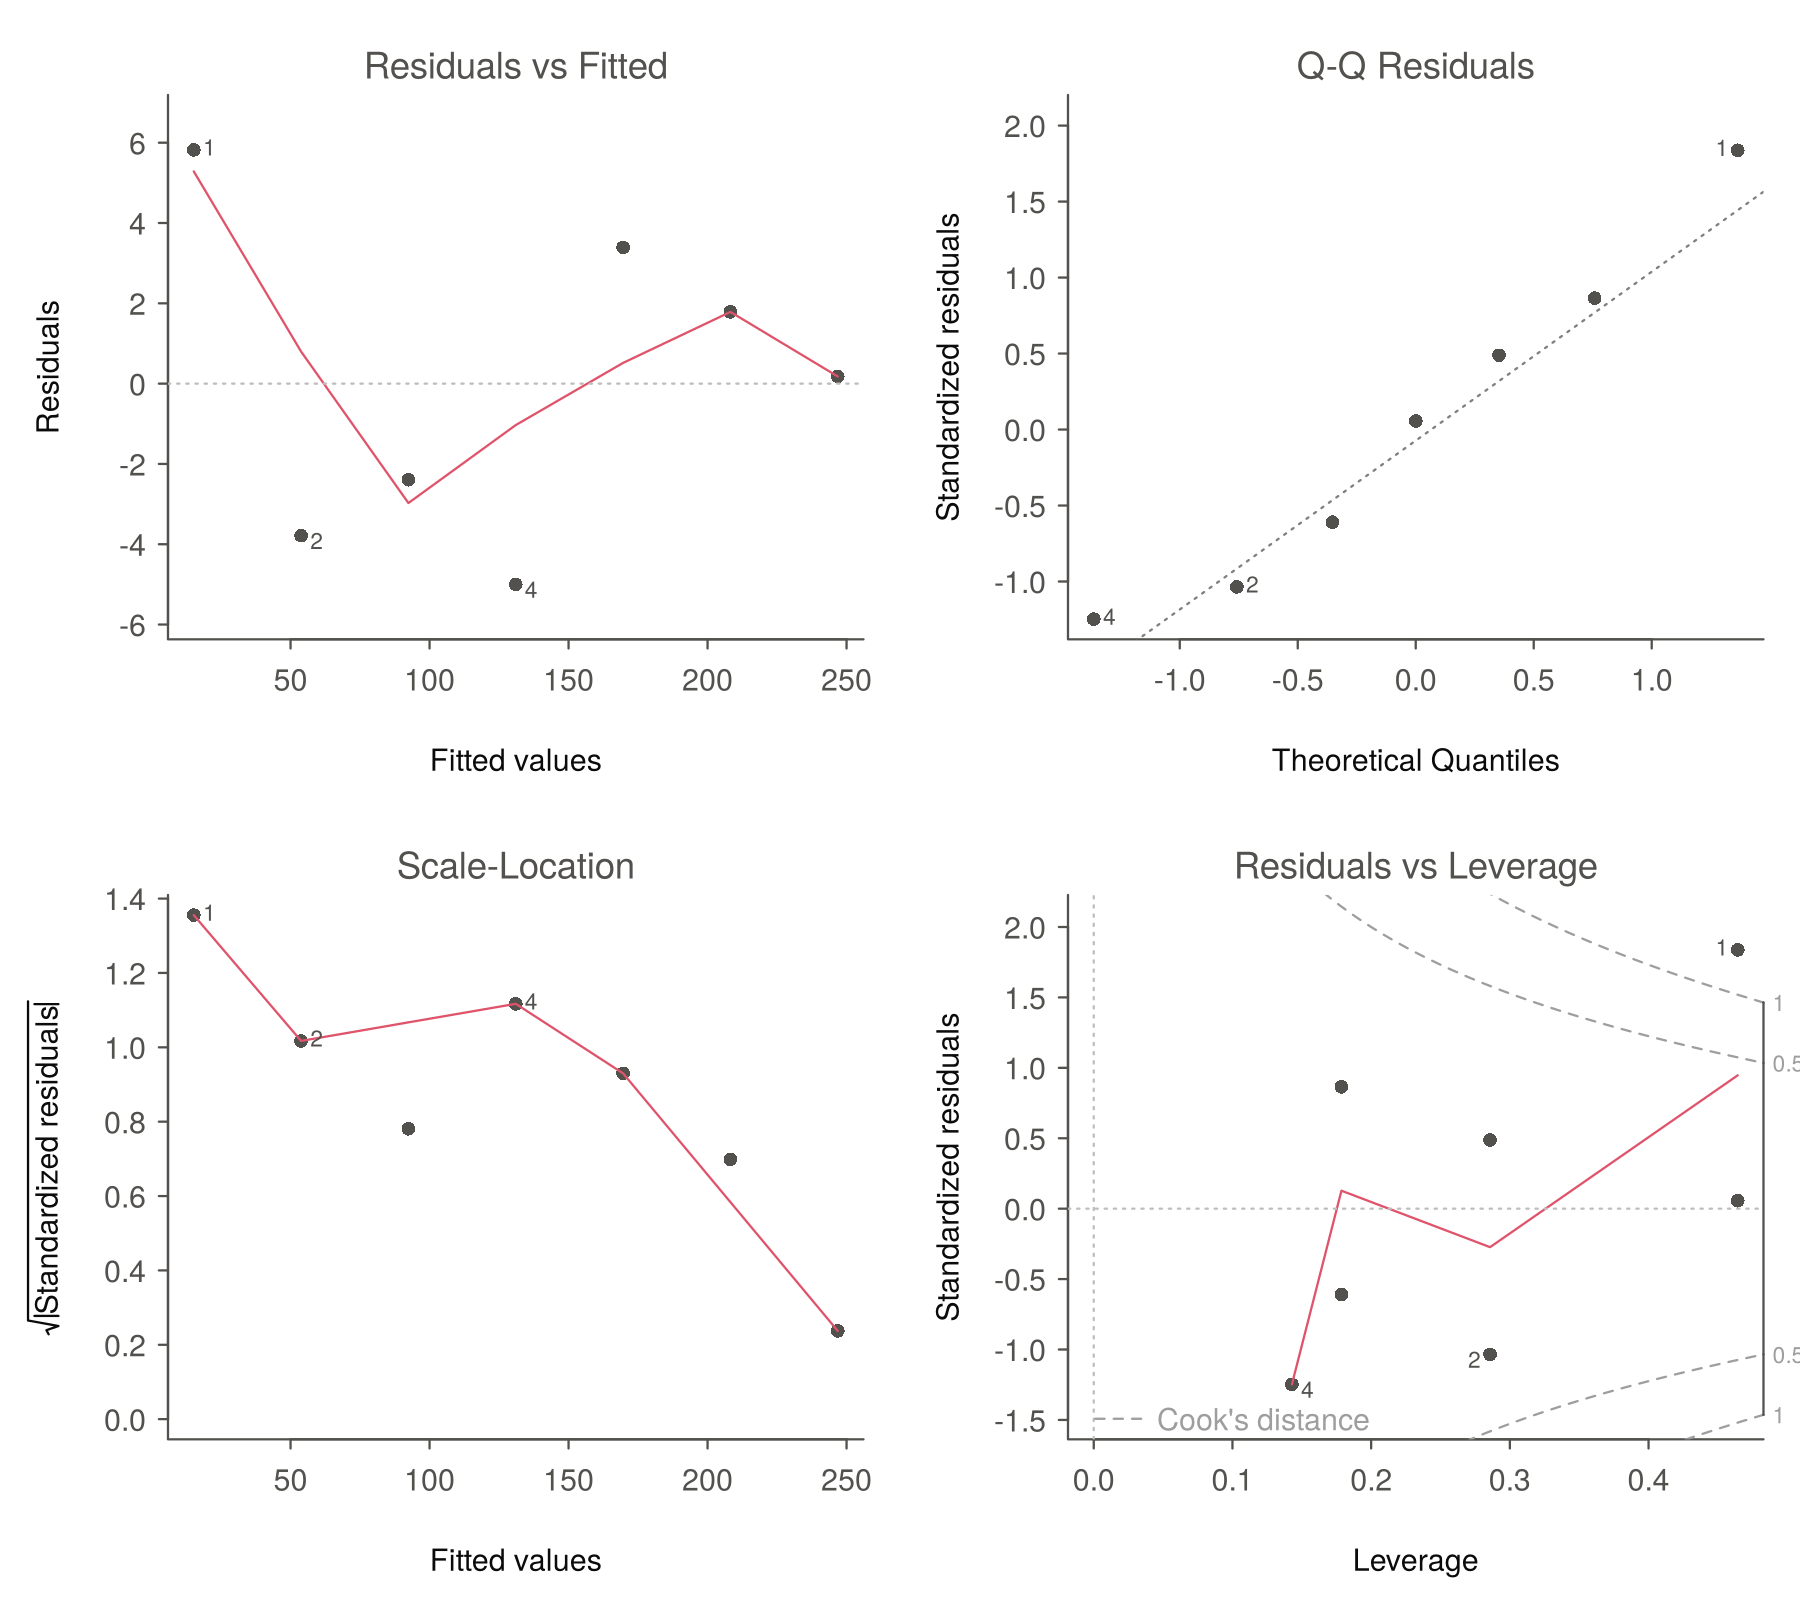 Residuals vs Fitted
6
4
2
0
-2
-4
-6
1
2
4
50 100 150 200 250
Residuals
Fitted values
Q-Q Residuals
2.0
1.5
1.0
0.5
0.0
-0.5
-1.0
1
2
4
-1.0 -0.5 0.0 0.5 1.0
Standardized residuals
Theoretical Quantiles
Scale-Location
1.4
1.2
1.0
0.8
0.6
0.4
0.2
0.0
1
2
4
50 100 150 200 250
√|Standardized residuals|
Fitted values
Residuals vs Leverage
2.0
1.5
1.0
0.5
0.0
-0.5
-1.0
-1.5
1
2
4
1
0.5
0.5
1
Cook's distance
0.0 0.1 0.2 0.3 0.4
Standardized residuals
Leverage